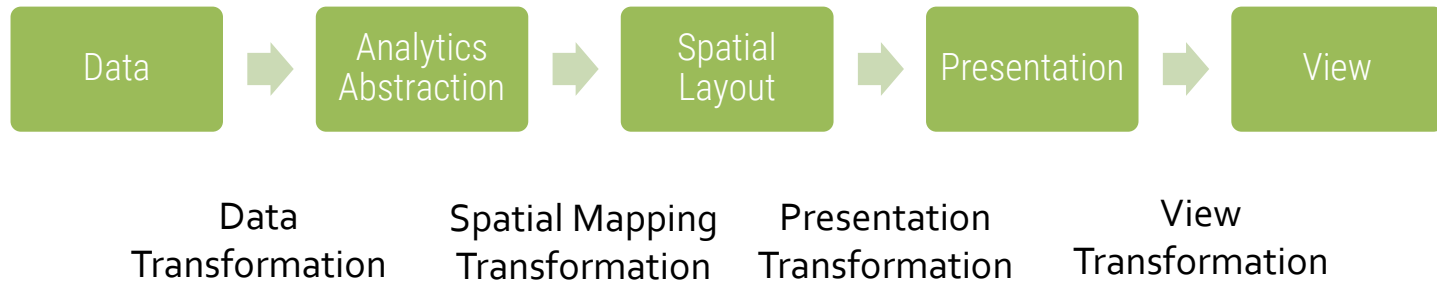 Data
Analytics
Abstraction
Spatial
Layout
Presentation
View
Data
Transformation
Spatial Mapping
Transformation
Presentation
Transformation
View
Transformation